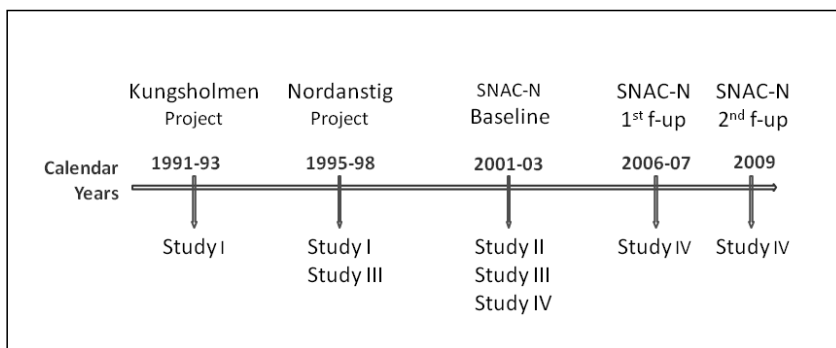 Kungsholmen Project
Nordanstig Project
SNAC-N Baseline
SNAC-N 1st f-up
SNAC-N 2nd f-up
Calendar Years
1991-93
1995-98
2001-03
2006-07
2009
Study I
Study I
Study III
Study II
Study III
Study IV
Study IV
Study IV